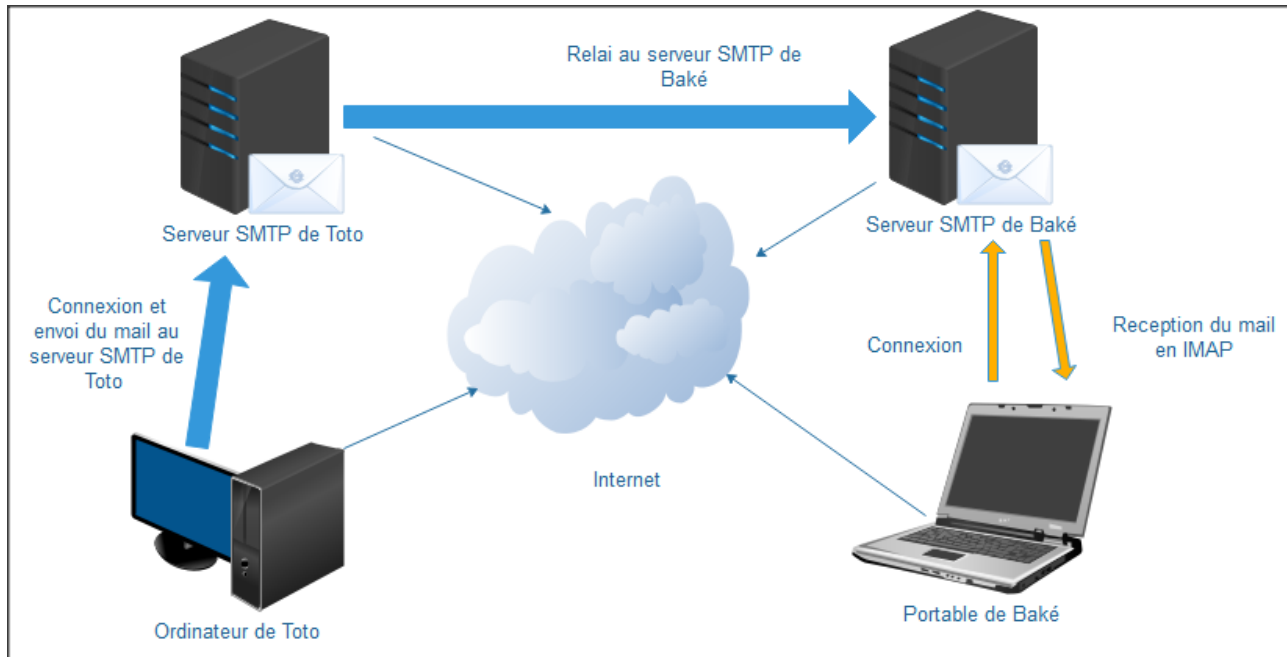 Relai au serveur SMTP de
Baké
Serveur SMTP de Toto
Serveur SMTP de Baké
Connexion et
envoi du mail au
serveur SMTP de
Toto
Connexion
Reception du mail
en IMAP
Internet
Ordinateur de Toto
Portable de Baké